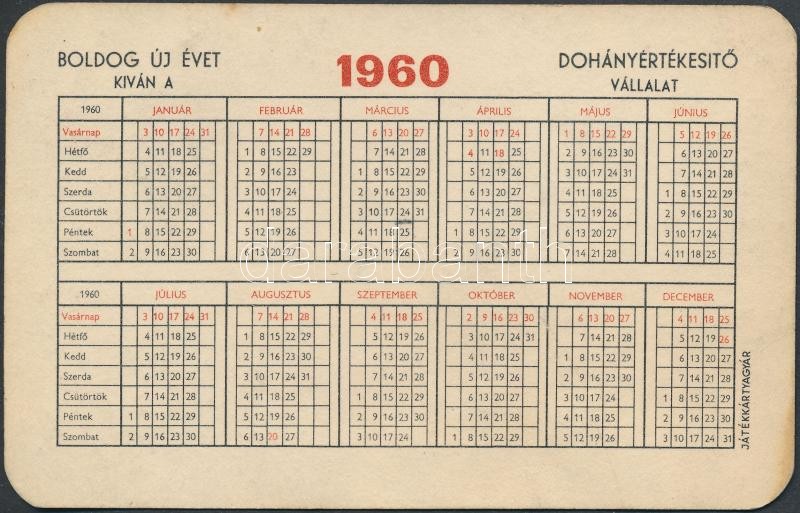 BOLDOG ÚJ ÉVET 1960 DOHÁNYÉRTÉKESITŐ
KIVÁN A VÁLLALAT
1960 JANUÁR FEBRUÁR MÁRCIUS ÁPRILIS MÁJUS JÚNIUS
Vasárnap 3 10 17 24 31 7 14 21 28 6 13 20 27 3 10 17 24 1 8 15 22 29 5 12 19 26
Hétfő 4 11 18 25 1 8 15 22 29 7 14 21 28 4 11 18 25 2 9 16 23 30 6 13 20 27
Kedd 5 12 19 26 2 9 16 23 1 8 15 22 29 5 12 19 26 3 10 17 24 31 7 14 21 28
Szerda 6 13 20 27 3 10 17 24 2 9 16 23 30 6 13 20 27 4 11 18 25 1 8 15 22 29
Csütörtök 7 14 21 28 4 11 18 25 3 10 17 24 31 7 14 21 28 5 12 19 26 2 9 16 23 30
Péntek 1 8 15 22 29 5 12 19 26 4 11 18 25 1 8 15 22 29 6 13 20 27 3 10 17 24
Szombat 2 9 16 23 30 6 13 20 27 5 12 19 26 2 9 16 23 30 7 14 21 28 4 11 18 25
darabanth
1960 JÚLIUS AUGUSZTUS SZEPTEMBER OKTÓBER NOVEMBER DECEMBER
Vasárnap 3 10 17 24 31 7 14 21 28 4 11 18 25 2 9 16 23 30 6 13 20 27 4 11 18 25
Hétfő 4 11 18 25 1 8 15 22 29 5 12 19 26 3 10 17 24 31 7 14 21 28 5 12 19 26
Kedd 5 12 19 26 2 9 16 23 30 6 13 20 27 4 11 18 25 1 8 15 22 29 6 13 20 27
Szerda 6 13 20 27 3 10 17 24 31 7 14 21 28 5 12 19 26 2 9 16 23 30 7 14 21 28
Csütörtök 7 14 21 28 4 11 18 25 1 8 15 22 29 6 13 20 27 3 10 17 24 1 8 15 22 29
Péntek 1 8 15 22 29 5 12 19 26 2 9 16 23 30 7 14 21 28 4 11 18 25 2 9 16 23 30
Szombat 2 9 16 23 30 6 13 20 27 3 10 17 24 1 8 15 22 29 5 12 19 26 3 10 17 24 31
JÁTÉKKÁRTYAGYÁR